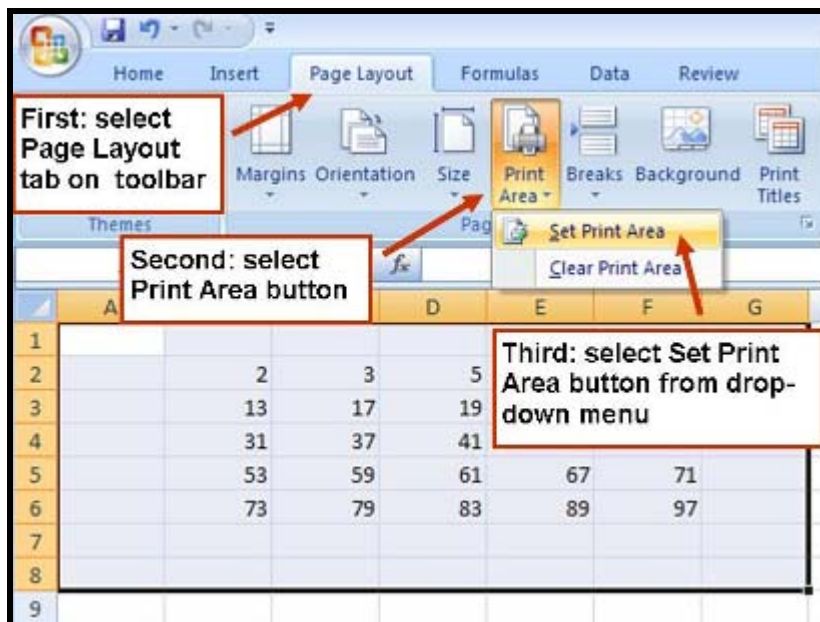 Home Insert Page Layout Formulas Data Review
First: select
Page Layout
tab on toolbar
Margins Orientation Size Print Area Breaks Background Print Titles
Themes Pag
Set Print Area
Clear Print Area
Second: select
Print Area button
fx
A D E F G
1
Third: select Set Print
Area button from drop-
down menu
2 2 3 5
3 13 17 19
4 31 37 41
5 53 59 61 67 71
6 73 79 83 89 97
7
8
9